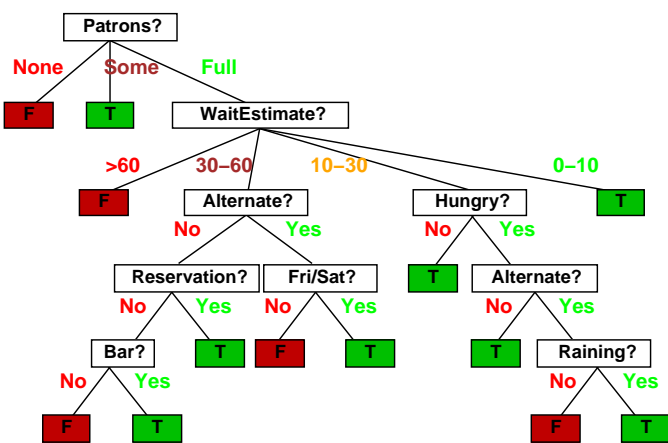 Patrons?
None Some Full
F T WaitEstimate?
>60 30–60 10–30 0–10
F Alternate? Hungry? T
No Yes No Yes
Reservation? Fri/Sat? T Alternate?
No Yes No Yes No Yes
Bar? T F T T Raining?
No Yes No Yes
F T F T